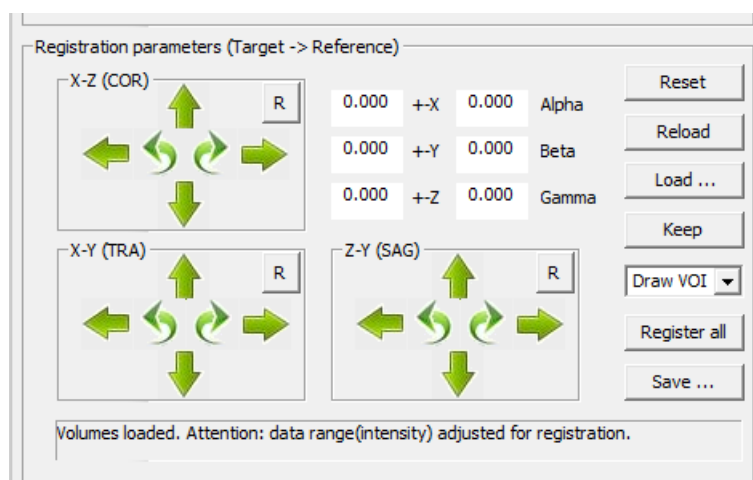 Registration parameters (Target -> Reference)
X-Z (COR)
R
0.000 +-X 0.000 Alpha
0.000 +-Y 0.000 Beta
0.000 +-Z 0.000 Gamma
Reset
Reload
Load ...
Keep
X-Y (TRA)
R
Z-Y (SAG)
R
Draw VOI
Register all
Save ...
Volumes loaded. Attention: data range(intensity) adjusted for registration.